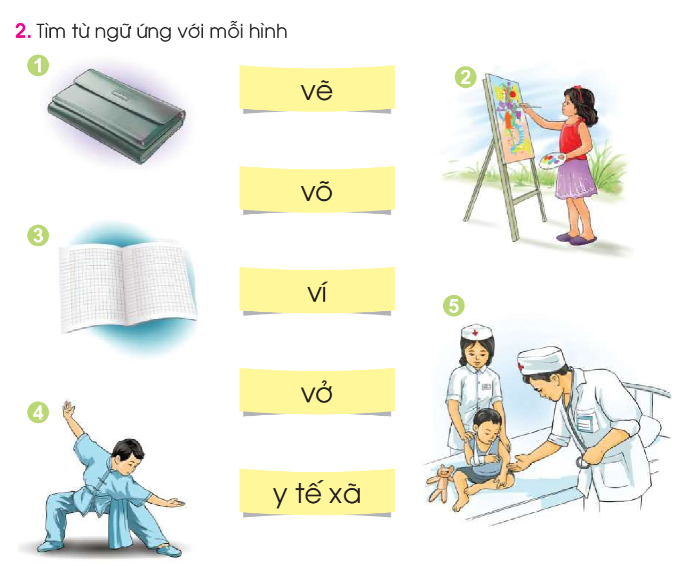 2. Tìm từ ngữ ứng với mỗi hình
1
vẽ
2
võ
3
ví
5
vở
4
y tế xã